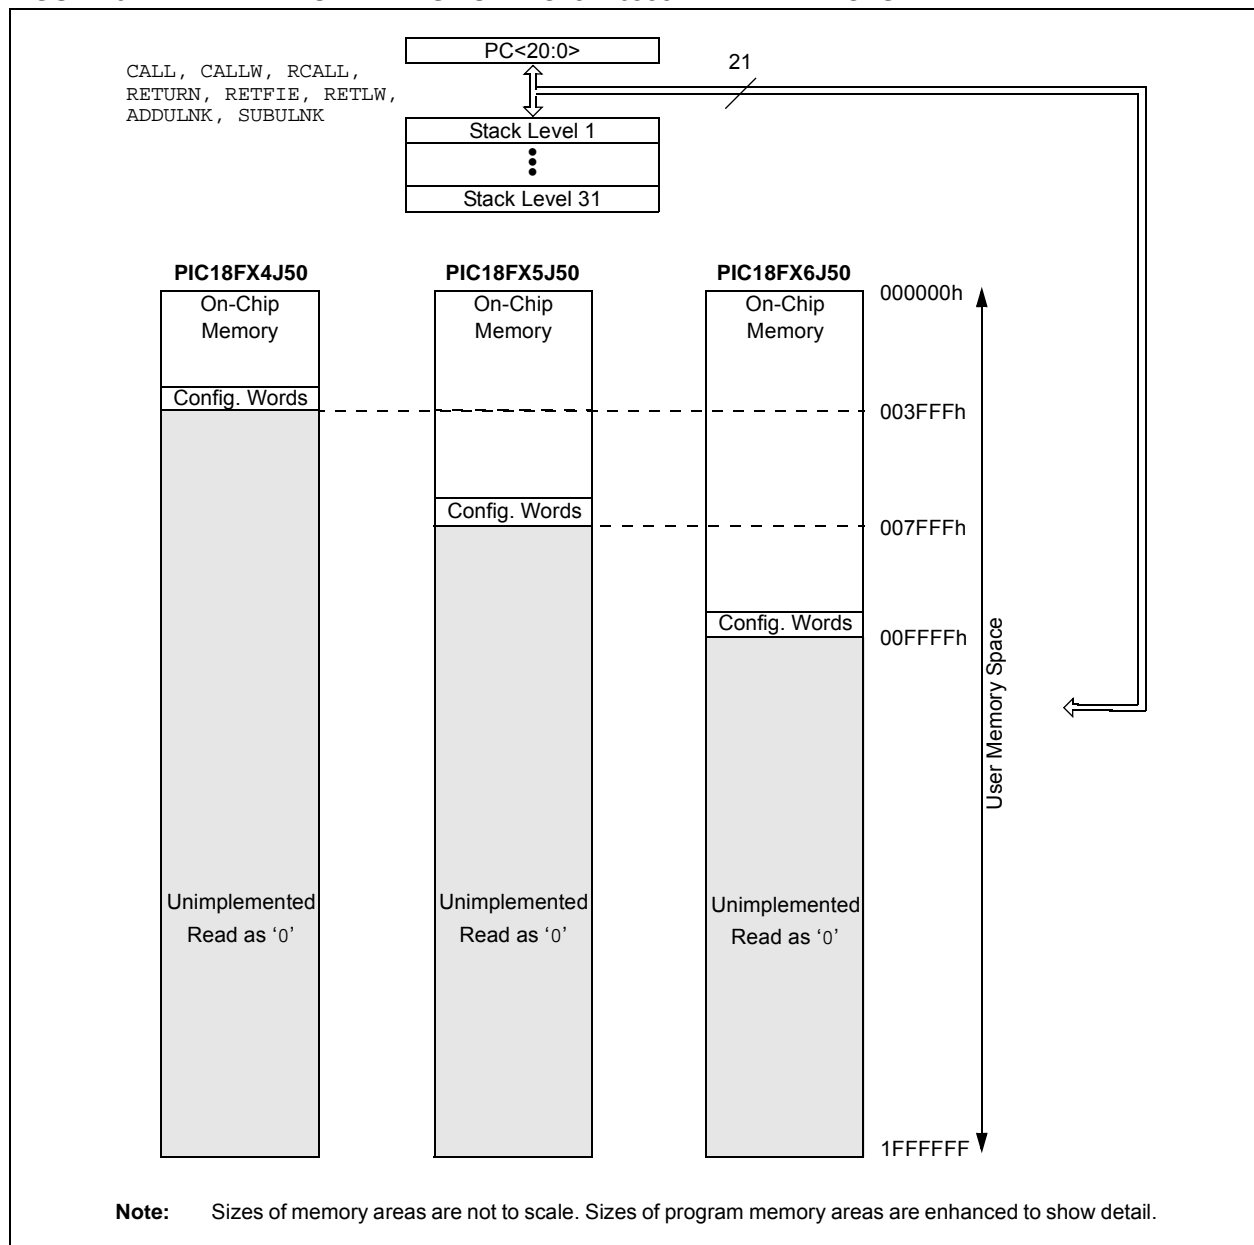 PC<20:0>
21
CALL, CALLW, RCALL,
RETURN, RETFIE, RETLW,
ADDULNK, SUBULNK
Stack Level 1
Stack Level 31
PIC18FX4J50
PIC18FX5J50
PIC18FX6J50
On-Chip
Memory
On-Chip
Memory
On-Chip
Memory
000000h
Config. Words
003FFFh
Config. Words
007FFFh
Config. Words
00FFFFh
User Memory Space
Unimplemented
Read as ‘0’
Unimplemented
Read as ‘0’
Unimplemented
Read as ‘0’
1FFFFFF
Note: Sizes of memory areas are not to scale. Sizes of program memory areas are enhanced to show detail.